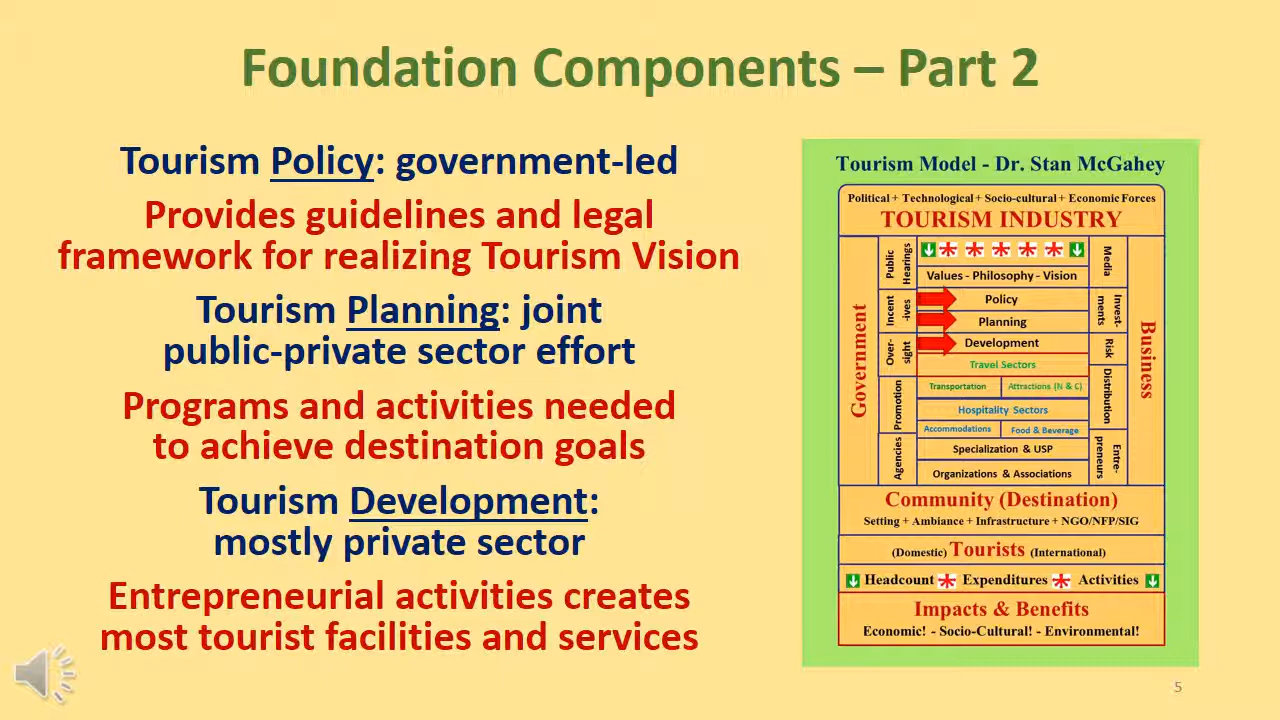 Foundation Components – Part 2
Tourism Policy: government-led
Provides guidelines and legal
framework for realizing Tourism Vision
Tourism Planning: joint
public-private sector effort
Programs and activities needed
to achieve destination goals
Tourism Development:
mostly private sector
Entrepreneurial activities creates
most tourist facilities and services
Tourism Model - Dr. Stan McGahey
Political + Technological + Socio-cultural + Economic Forces
TOURISM INDUSTRY
Government
Public
Hearings
Incent
-ives
Over-
sight
Promotion
Agencies
Values - Philosophy - Vision
Policy
Planning
Development
Travel Sectors
Transportation
Attractions (N & C)
Hospitality Sectors
Accommodations
Food & Beverage
Specialization & USP
Organizations & Associations
Media
Invest-
ments
Risk
Distribution
Entre-
preneurs
Business
Community (Destination)
Setting + Ambiance + Infrastructure + NGO/NFP/SIG
(Domestic) Tourists (International)
Headcount * Expenditures * Activities
Impacts & Benefits
Economic! - Socio-Cultural! - Environmental!
5